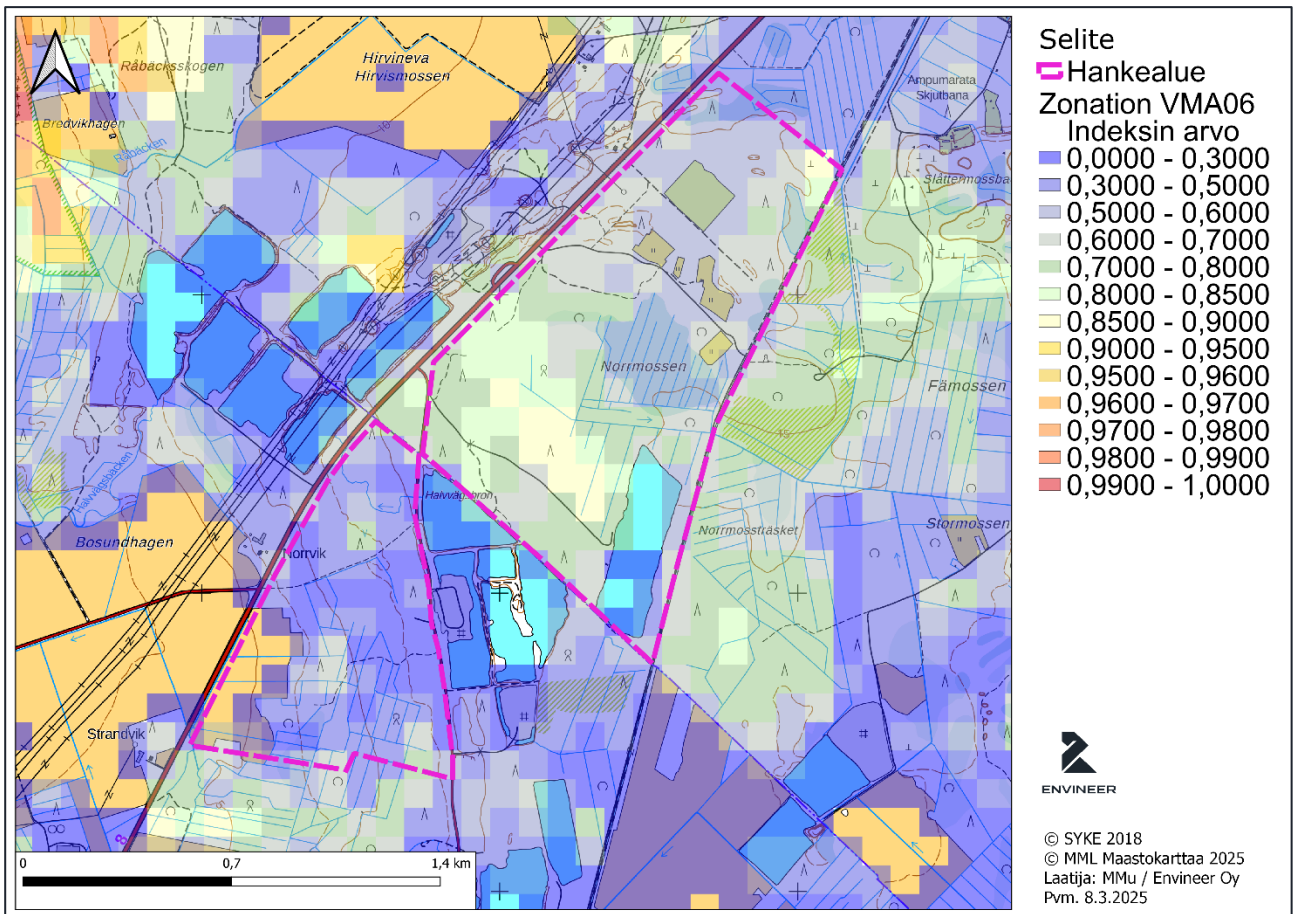 Råbacksskogen
Hirvineva
Hirvismossen
Bredvikhagen
Råbäcken
Ampumarata
Skjutbana
Slåttermossba
Norrmossen
Fämossen
Halvvägsbäcken
Halvvägsbron
Bosundhagen
Norrvik
Norrmossträsket
Stormossen
Strandvik
8
0 0,7 1,4 km
Selite
Hankealue
Zonation VMA06
Indeksin arvo
0,0000 - 0,3000
0,3000 - 0,5000
0,5000 - 0,6000
0,6000 - 0,7000
0,7000 - 0,8000
0,8000 - 0,8500
0,8500 - 0,9000
0,9000 - 0,9500
0,9500 - 0,9600
0,9600 - 0,9700
0,9700 - 0,9800
0,9800 - 0,9900
0,9900 - 1,0000
ENVINEER
© SYKE 2018
© MML Maastokarttaa 2025
Laatija: MMu / Envineer Oy
Pvm. 8.3.2025